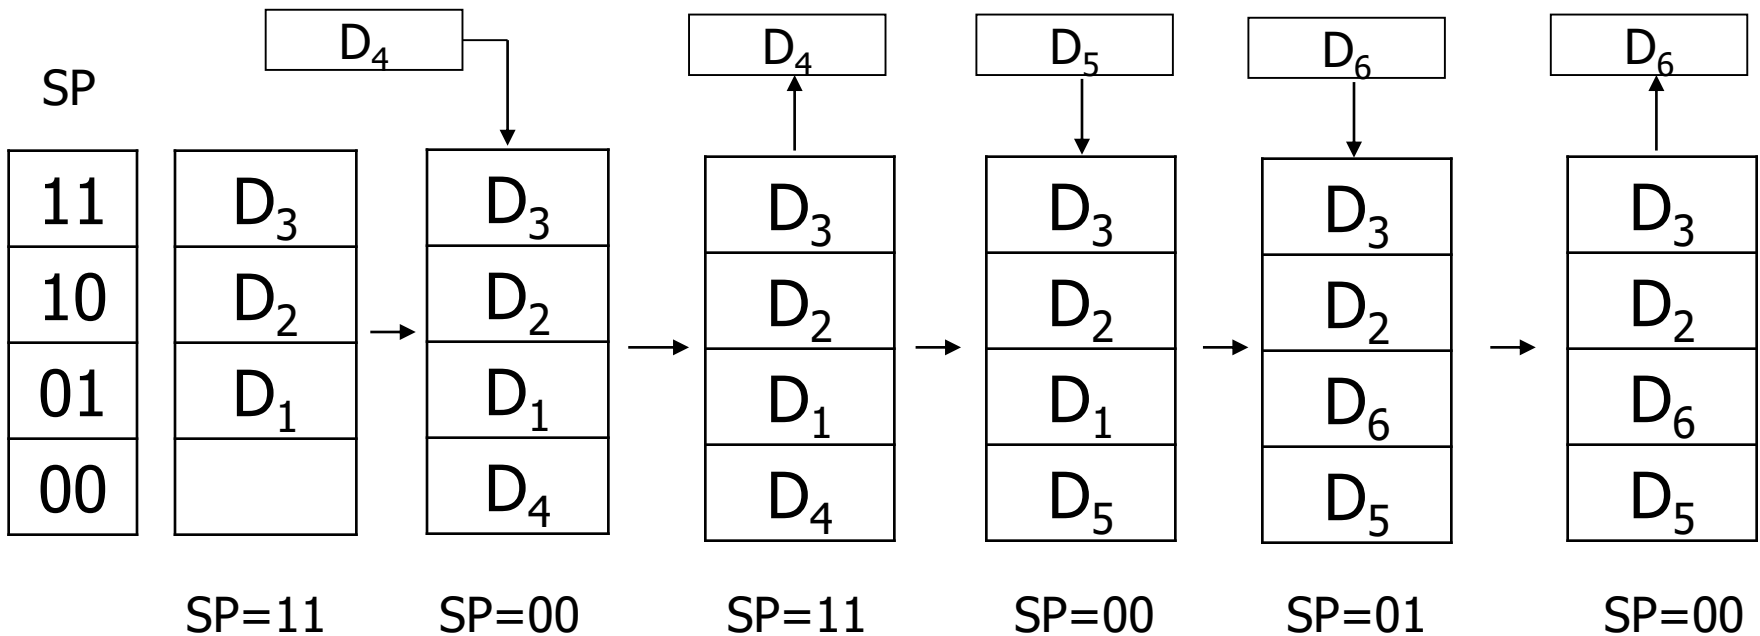 D₄ D₄ D₅ D₆ D₆
SP
11 D₃ D₃ D₃ D₃ D₃ D₃
10 D₂ D₂ D₂ D₂ D₂ D₂
01 D₁ D₁ D₁ D₁ D₆ D₆
00 D₄ D₄ D₅ D₅ D₅
SP=11 SP=00 SP=11 SP=00 SP=01 SP=00